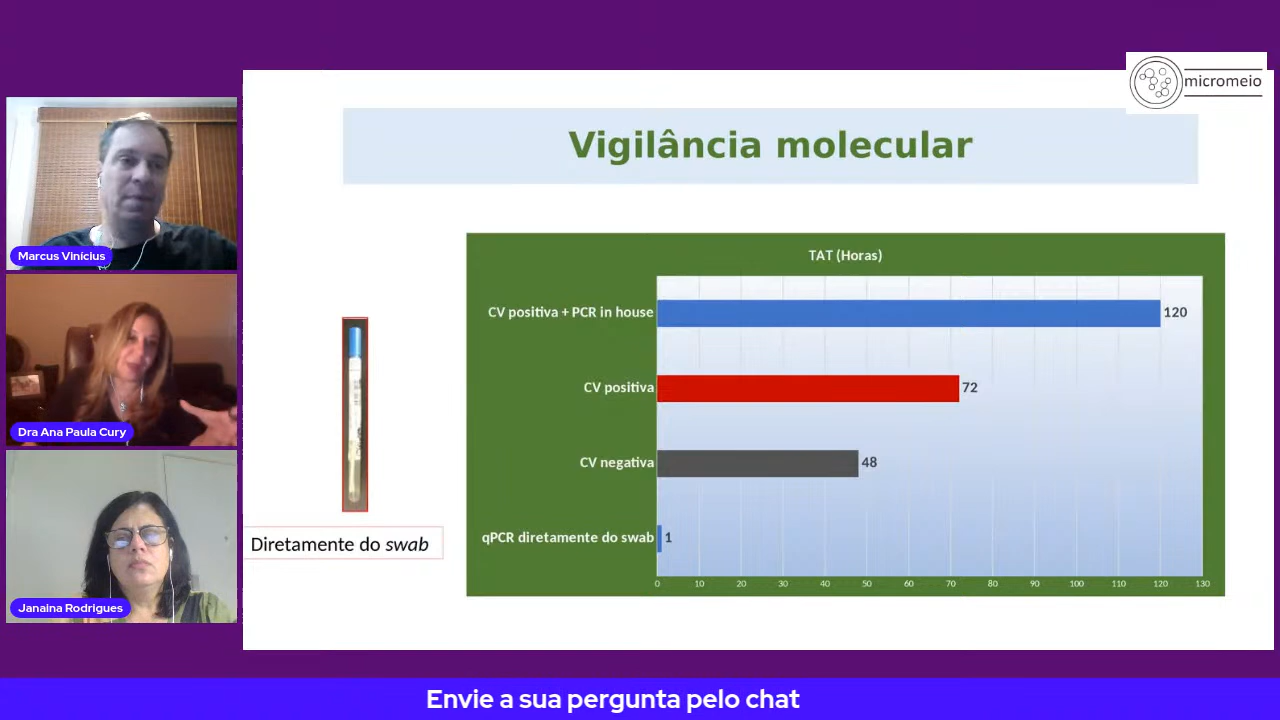 micromeio
Vigilância molecular
Marcus Vinícius
Dra Ana Paula Cury
Janaina Rodrigues
Diretamente do swab
TAT (Horas)
CV positiva + PCR in house 120
CV positiva 72
CV negativa 48
qPCR diretamente do swab 1
0 10 20 30 40 50 60 70 80 90 100 110 120 130
Envie a sua pergunta pelo chat